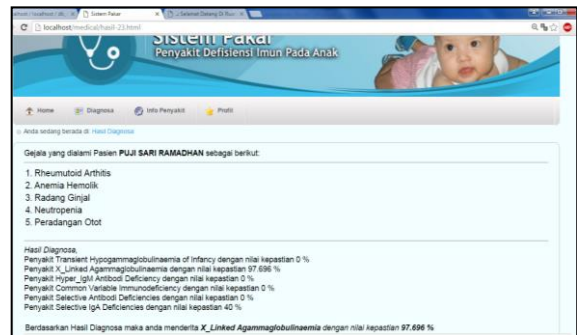 Sistem Pakar
Selamat Datang Di Rum
localhost/medical/hasil-23.html
Sistem Pakar
Penyakit Defisiensi Imun Pada Anak
Home Diagnosa Info Penyakit Profil
Anda sedang berada di: Hasil Diagnosa
Gejala yang dialami Pasien PUJI SARI RAMADHAN sebagai berikut:
1. Rheumutoid Arthitis
2. Anemia Hemolik
3. Radang Ginjal
4. Neutropenia
5. Peradangan Otot
Hasil Diagnosa,
Penyakit Transient Hypogammaglobulinaemia of Infancy dengan nilai kepastian 0 %
Penyakit X_Linked Agammaglobulinaemia dengan nilai kepastian 97.696 %
Penyakit Hyper_IgM Antibodi Deficiency dengan nilai kepastian 0 %
Penyakit Common Variable Immunodeficiency dengan nilai kepastian 0 %
Penyakit Selective Antibodi Deficiencies dengan nilai kepastian 0 %
Penyakit Selective IgA Deficiencies dengan nilai kepastian 40 %
Berdasarkan Hasil Diagnosa maka anda menderita X_Linked Agammaglobulinaemia dengan nilai kepastian 97.696 %